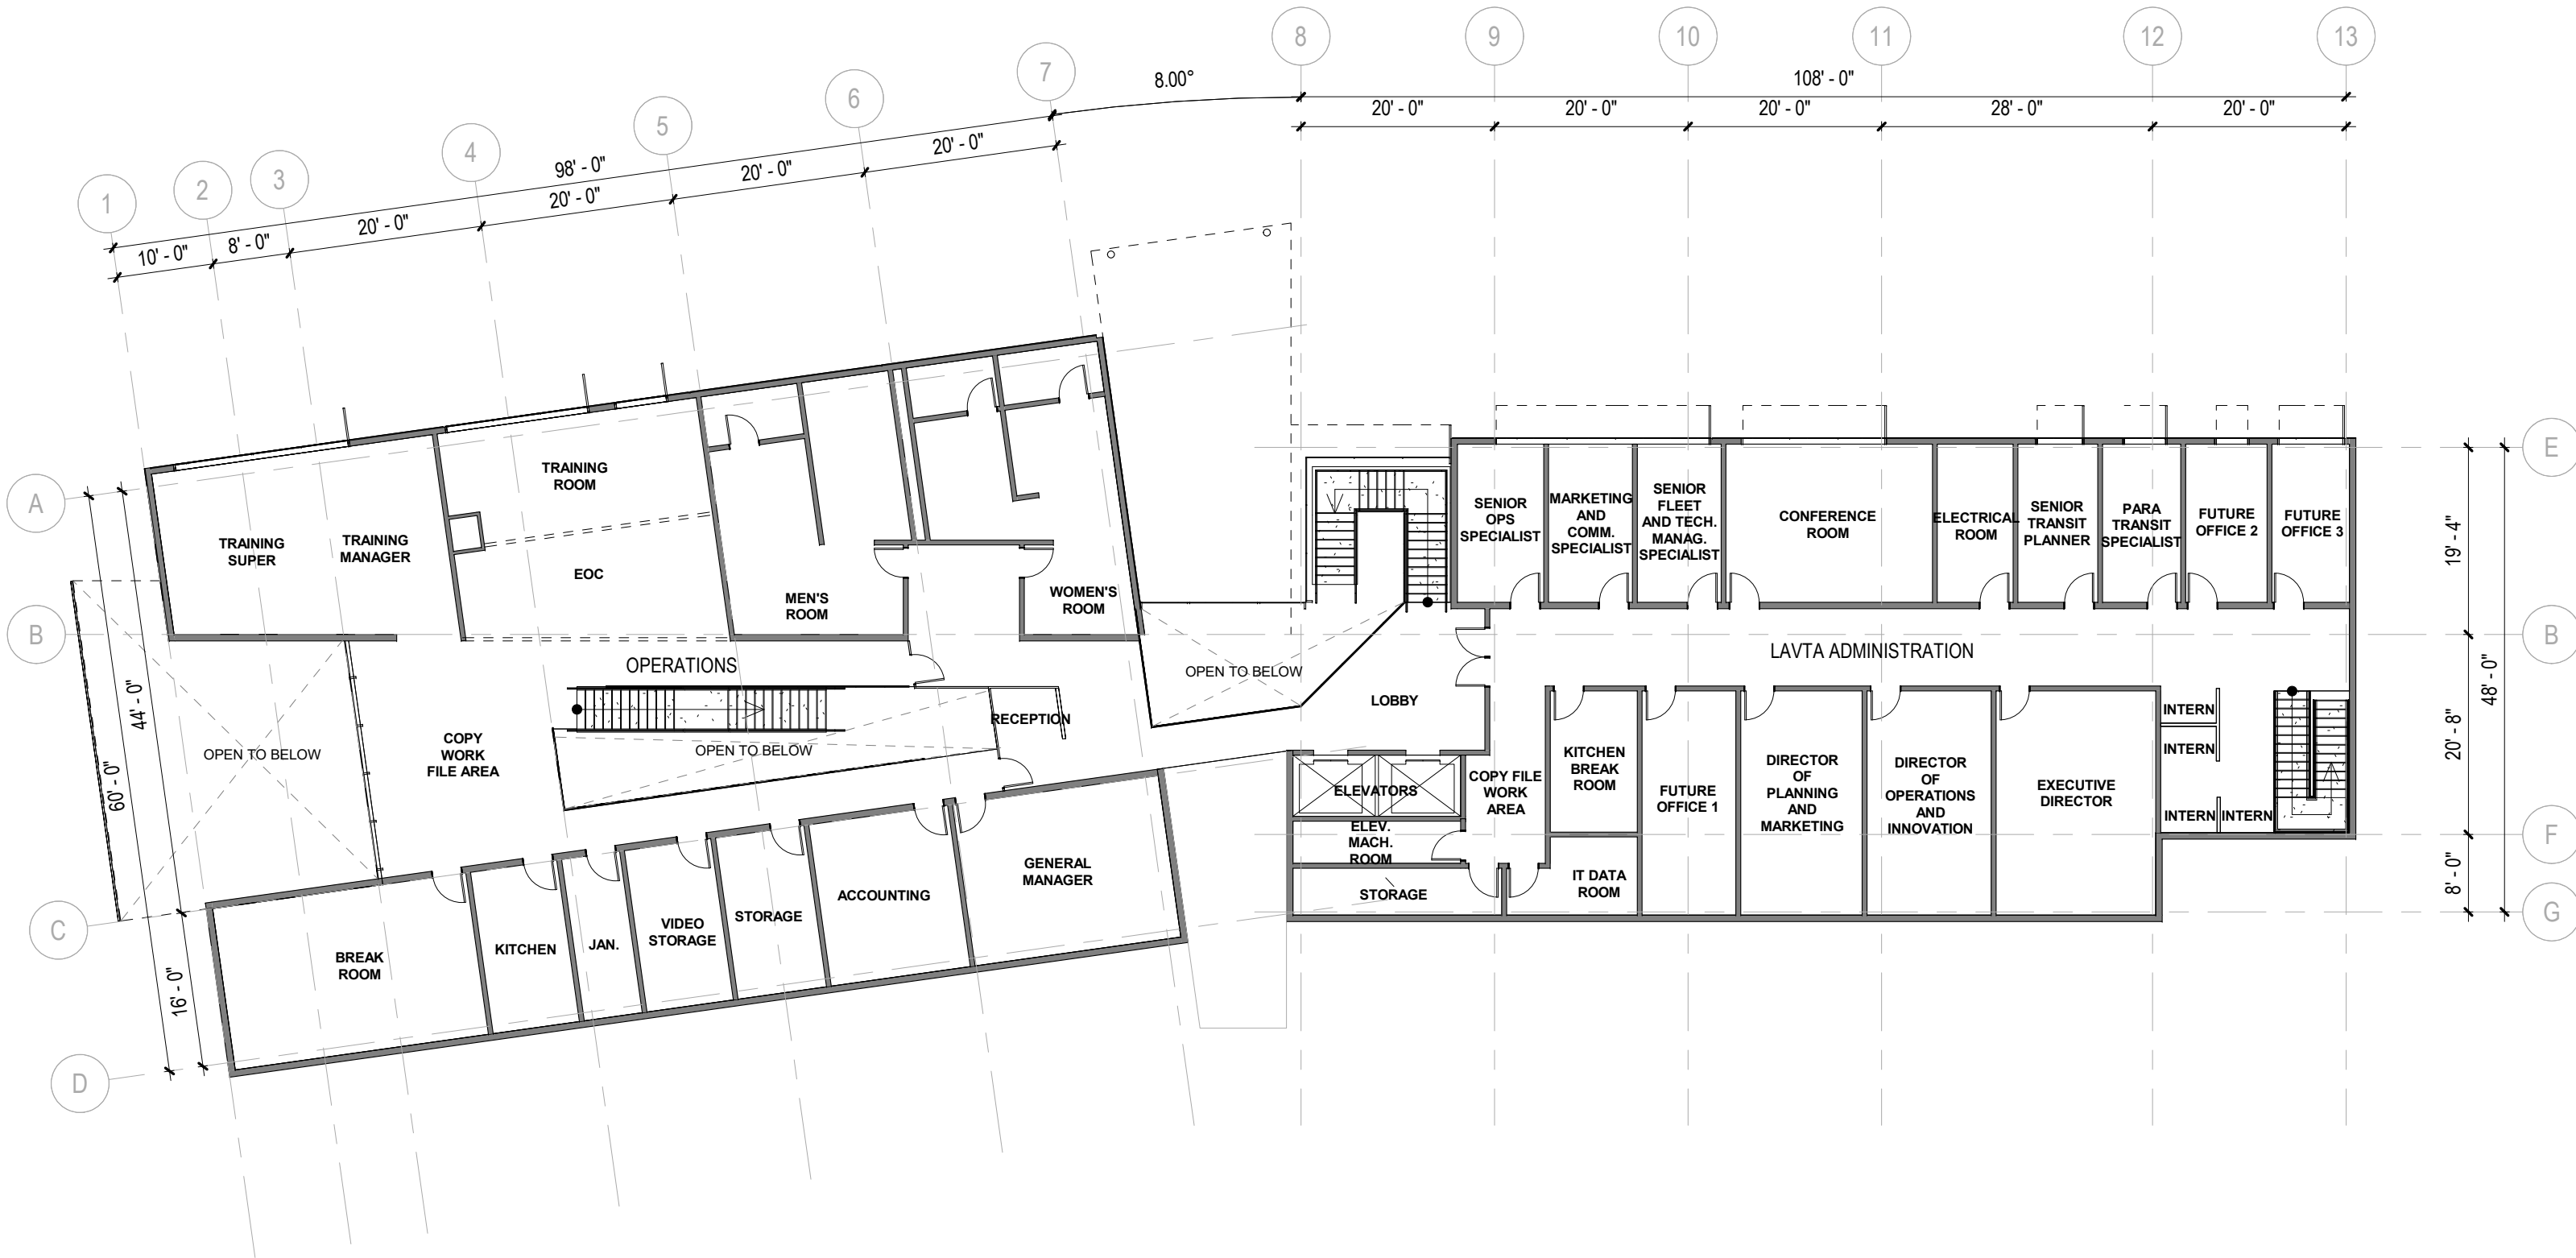 8
9
10
11
12
13
7
6
5
4
3
2
1
8.00°
108' - 0"
20' - 0"
20' - 0"
20' - 0"
28' - 0"
20' - 0"
98' - 0"
10' - 0"
8' - 0"
20' - 0"
20' - 0"
20' - 0"
20' - 0"
A
B
C
D
44' - 0"
60' - 0"
16' - 0"
E
B
F
G
19' - 4"
48' - 0"
20' - 8"
8' - 0"
TRAINING
SUPER
TRAINING
MANAGER
TRAINING
ROOM
EOC
MEN'S
ROOM
WOMEN'S
ROOM
OPERATIONS
OPEN TO BELOW
COPY
WORK
FILE AREA
OPEN TO BELOW
RECEPTION
OPEN TO BELOW
BREAK
ROOM
KITCHEN
JAN.
VIDEO
STORAGE
STORAGE
ACCOUNTING
GENERAL
MANAGER
SENIOR
OPS
SPECIALIST
MARKETING
AND
COMM.
SPECIALIST
SENIOR
FLEET
AND TECH.
MANAG.
SPECIALIST
CONFERENCE
ROOM
ELECTRICAL
ROOM
SENIOR
TRANSIT
PLANNER
PARA
TRANSIT
SPECIALIST
FUTURE
OFFICE 2
FUTURE
OFFICE 3
LAVTA ADMINISTRATION
LOBBY
ELEVATORS
ELEV.
MACH.
ROOM
STORAGE
COPY FILE
WORK
AREA
KITCHEN
BREAK
ROOM
IT DATA
ROOM
FUTURE
OFFICE 1
DIRECTOR
OF
PLANNING
AND
MARKETING
DIRECTOR
OF
OPERATIONS
AND
INNOVATION
EXECUTIVE
DIRECTOR
INTERN
INTERN
INTERN
INTERN